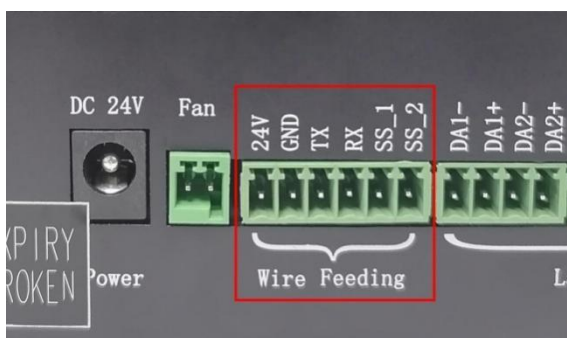 DC 24V
Fan
24V
GND
TX
RX
SS_1
SS_2
DA1-
DA1+
DA2-
DA2+
XPIRY
ROKEN
Power
Wire Feeding
L